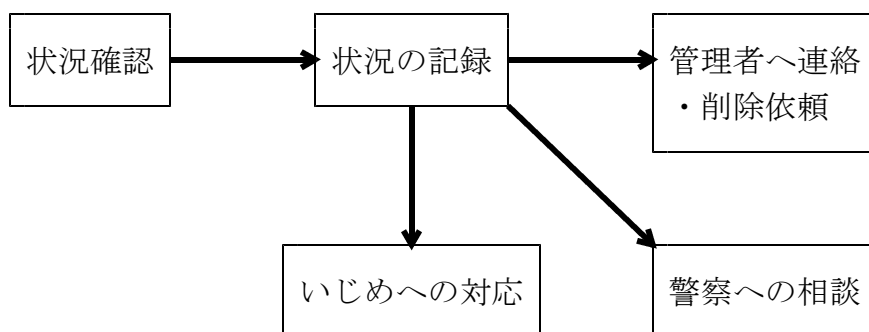 状況確認
状況の記録
管理者へ連絡
・削除依頼
いじめへの対応
警察への相談